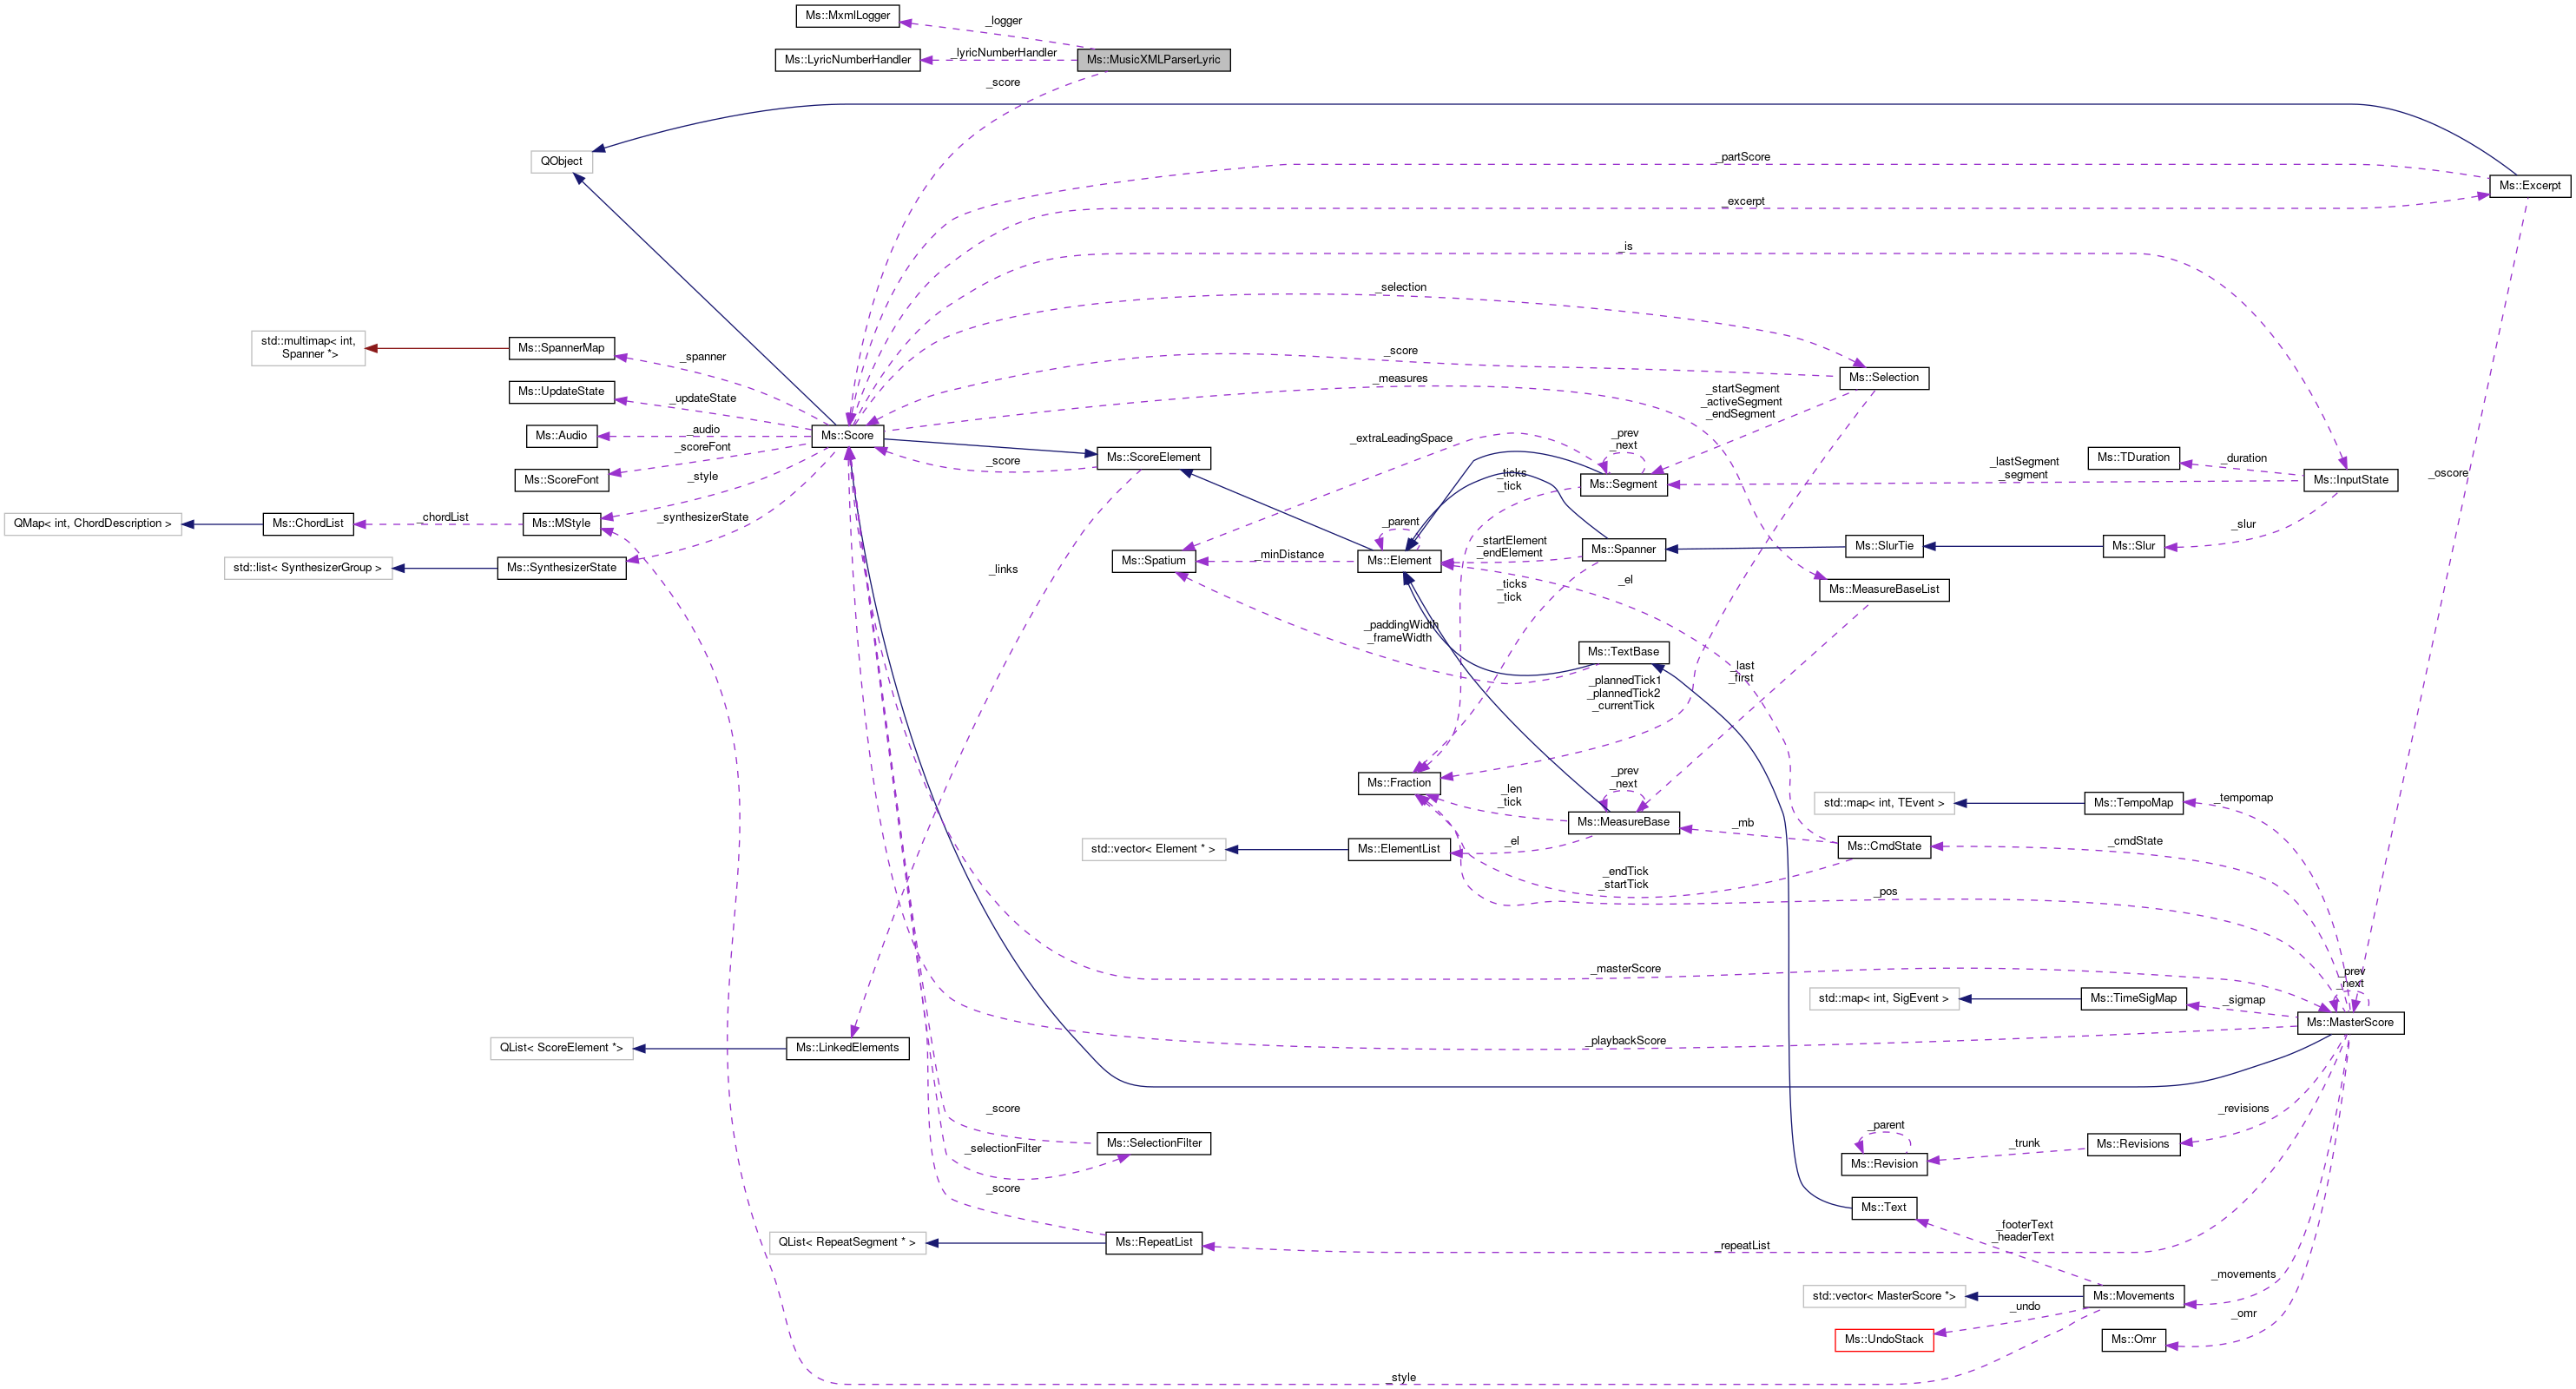 Ms::MxmlLogger
_logger
Ms::LyricNumberHandler
_lyricNumberHandler
Ms::MusicXMLParserLyric
_score
QObject
_partScore
Ms::Excerpt
_excerpt
_is
_selection
std::multimap< int,
Spanner *>
Ms::SpannerMap
_spanner
_score
Ms::Selection
_measures
Ms::UpdateState
_updateState
_startSegment
_activeSegment
_endSegment
Ms::Audio
_audio
Ms::Score
_scoreFont
_extraLeadingSpace
_prev
_next
Ms::ScoreElement
_score
Ms::TDuration
_duration
_lastSegment
_segment
_oscore
Ms::ScoreFont
_style
_ticks
_tick
Ms::Segment
Ms::InputState
QMap< int, ChordDescription >
Ms::ChordList
_chordList
Ms::MStyle
_synthesizerState
_parent
_slur
_startElement
_endElement
Ms::Spanner
Ms::SlurTie
Ms::Slur
std::list< SynthesizerGroup >
Ms::SynthesizerState
_links
Ms::Spatium
_minDistance
Ms::Element
_ticks
_tick
_el
Ms::MeasureBaseList
_paddingWidth
_frameWidth
Ms::TextBase
_last
_first
_plannedTick1
_plannedTick2
_currentTick
Ms::Fraction
_prev
_next
_len
_tick
std::map< int, TEvent >
Ms::TempoMap
_tempomap
Ms::MeasureBase
_mb
std::vector< Element * >
Ms::ElementList
_el
Ms::CmdState
_cmdState
_endTick
_startTick
_pos
_masterScore
_prev
_next
std::map< int, SigEvent >
Ms::TimeSigMap
_sigmap
Ms::MasterScore
QList< ScoreElement *>
Ms::LinkedElements
_playbackScore
_score
_revisions
Ms::SelectionFilter
_selectionFilter
_parent
_trunk
Ms::Revisions
Ms::Revision
_score
Ms::Text
_footerText
_headerText
QList< RepeatSegment * >
Ms::RepeatList
_repeatList
_movements
std::vector< MasterScore *>
Ms::Movements
_undo
_omr
Ms::UndoStack
Ms::Omr
_style